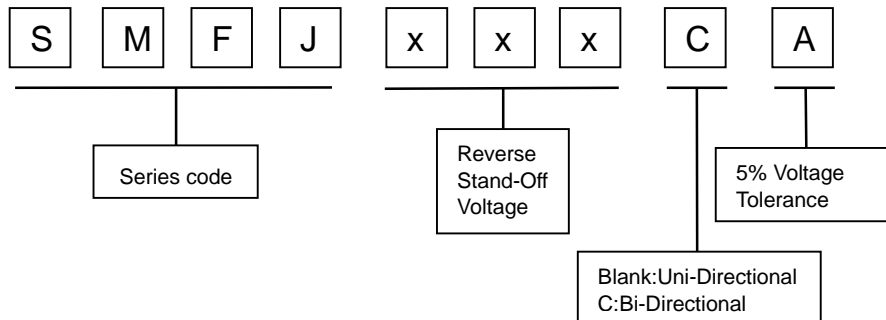 S M F J x x x C A
Series code
Reverse
Stand-Off
Voltage
5% Voltage
Tolerance
Blank:Uni-Directional
C:Bi-Directional